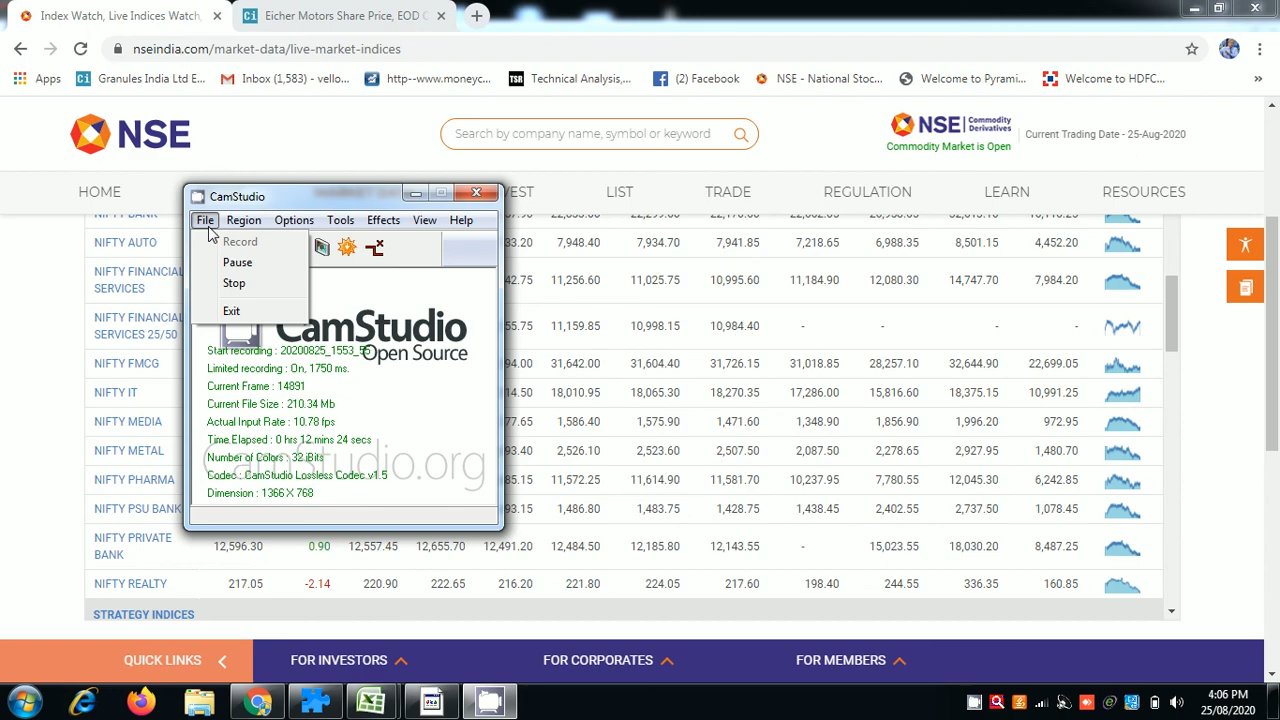 Index Watch, Live Indices Watch,
Eicher Motors Share Price, EOD C
nseindia.com/market-data/live-market-indices
Apps
Granules India Ltd E...
Inbox (1,583) - vello...
http--www.moneyc...
Technical Analysis,...
(2) Facebook
NSE - National Stoc...
Welcome to Pyrami...
Welcome to HDFC...
NSE
Search by company name, symbol or keyword
NSE Commodity Derivatives
Commodity Market is Open
Current Trading Date - 25-Aug-2020
HOME
LIST
TRADE
REGULATION
LEARN
RESOURCES
NIFTY AUTO 7,948.40 7,934.70 7,941.85 7,218.65 6,988.35 8,501.15 4,452.20
NIFTY FINANCIAL SERVICES 11,256.60 11,025.75 10,995.60 11,184.90 12,080.30 14,747.70 7,984.20
NIFTY FINANCIAL SERVICES 25/50 11,159.85 10,998.15 10,984.40 - - - -
NIFTY FMCG 31,642.00 31,604.40 31,726.15 31,018.85 28,257.10 32,644.90 22,699.05
NIFTY IT 18,010.95 18,065.30 18,270.35 17,286.00 15,816.60 18,375.15 10,991.25
NIFTY MEDIA 1,686.40 1,575.90 1,471.60 1,348.90 1,856.90 1,996.20 972.95
NIFTY METAL 2,526.10 2,523.60 2,507.50 2,087.50 2,278.65 2,927.95 1,480.70
NIFTY PHARMA 11,572.25 11,614.90 11,581.70 10,237.95 7,780.55 12,045.30 6,242.85
NIFTY PSU BANK 1,486.80 1,483.75 1,428.75 1,438.45 2,402.55 2,737.50 1,078.45
NIFTY PRIVATE BANK 12,596.30 0.90 12,557.45 12,655.70 12,491.20 12,484.50 12,185.80 12,143.55 - 15,023.55 18,030.20 8,487.25
NIFTY REALTY 217.05 -2.14 220.90 222.65 216.20 221.80 224.05 217.60 198.40 244.55 336.35 160.85
STRATEGY INDICES
CamStudio
File Region Options Tools Effects View Help
Record
Pause
Stop
Exit
CamStudio
Open Source
Limited recording : On, 1750 ms.
Current Frame : 14891
Current File Size : 210.34 Mb
Actual Input Rate : 10.78 fps
Time Elapsed : 0 hrs 12 mins 24 secs
Number of Colors : 32 Bits
CamStudio.org
Codec : CamStudio Lossless Codec v1.5
Dimension : 1366 X 768
QUICK LINKS
FOR INVESTORS
FOR CORPORATES
FOR MEMBERS
4:06 PM
25/08/2020